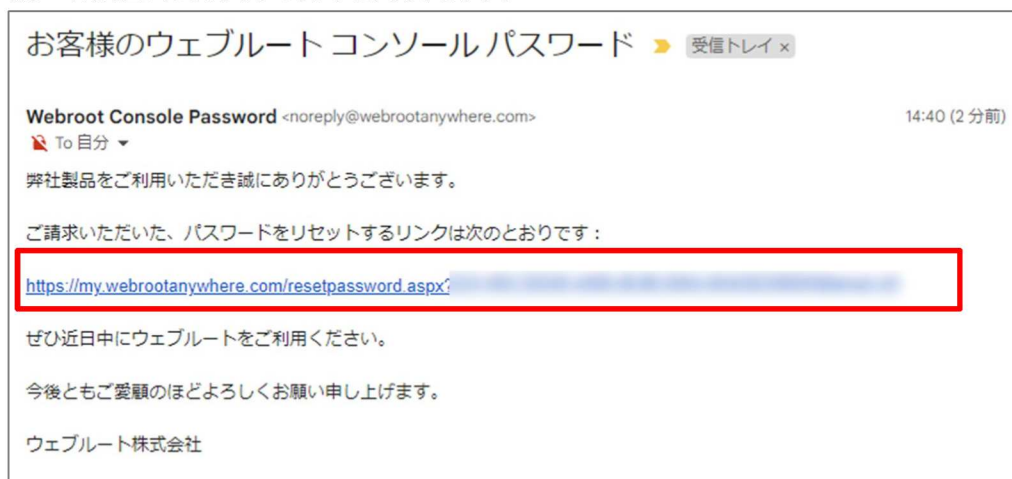 お客様のウェブルート コンソール パスワード 受信トレイ ×
Webroot Console Password <noreply@webrootanywhere.com> 14:40 (2 分前)
To 自分
弊社製品をご利用いただき誠にありがとうございます。
ご請求いただいた、パスワードをリセットするリンクは次のとおりです：
https://my.webrootanywhere.com/resetpassword.aspx?
ぜひ近日中にウェブルートをご利用ください。
今後ともご愛顧のほどよろしくお願い申し上げます。
ウェブルート株式会社